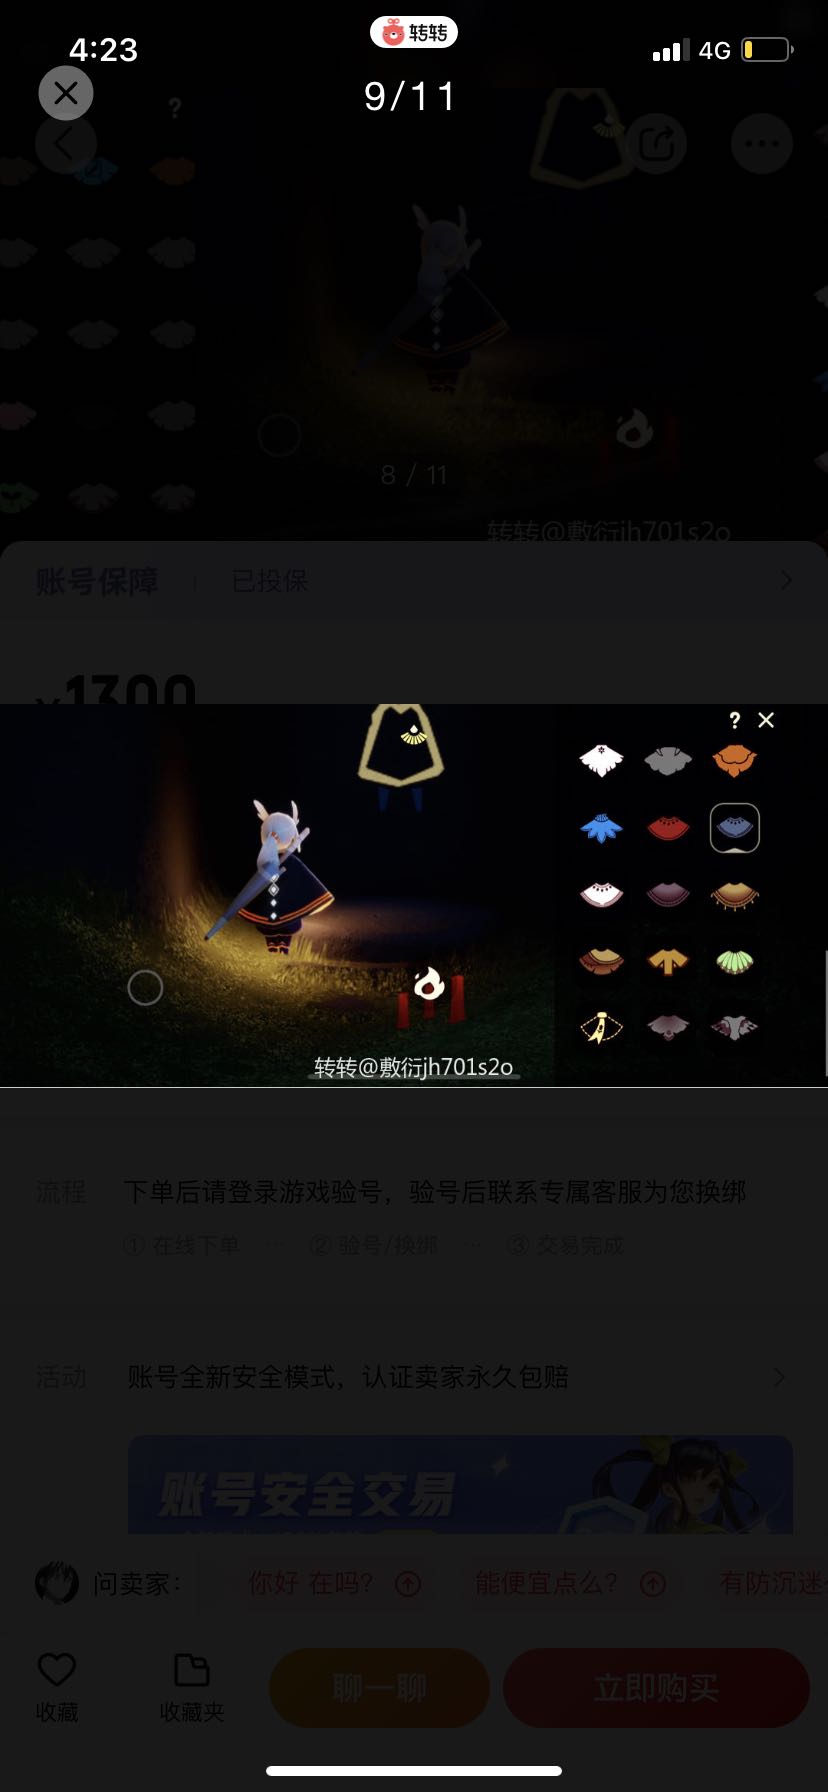 4:23
转转
4G
9/11
?
8 / 11
转转@敷衍jh701s2o
账号保障
已投保
¥1300
?
转转@敷衍jh701s2o
流程
下单后请登录游戏验号，验号后联系专属客服为您换绑
① 在线下单 ··· ② 验号/换绑 ··· ③ 交易完成
活动
账号全新安全模式，认证卖家永久包赔
账号安全交易
问卖家：
你好 在吗？
能便宜点么？
有防沉迷
收藏
收藏夹
聊一聊
立即购买